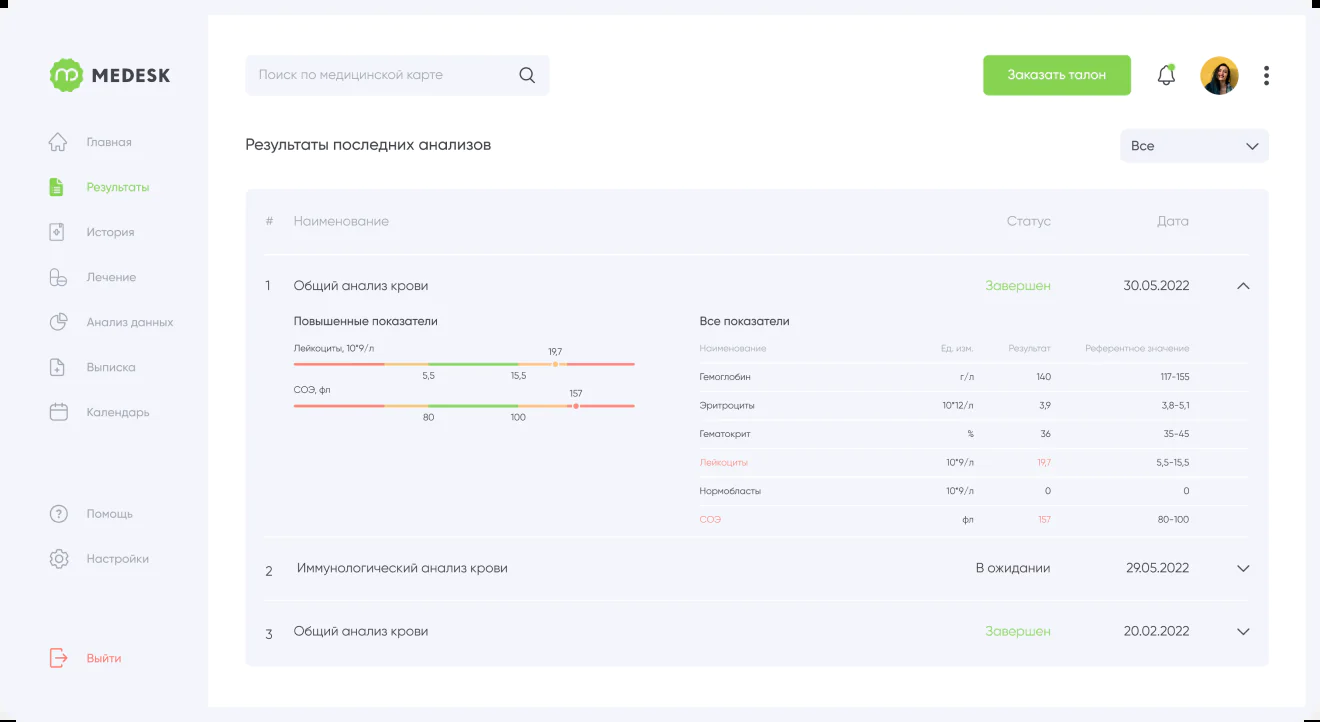 MEDESK
Поиск по медицинской карте
Заказать талон
Главная
Результаты
История
Лечение
Анализ данных
Выписка
Календарь
Помощь
Настройки
Выйти
Результаты последних анализов
Все
# Наименование Статус Дата
1 Общий анализ крови Завершен 30.05.2022
Повышенные показатели
Лейкоциты, 10*9/л
19,7
5,5 15,5
СОЭ, фл
157
80 100
Все показатели
Наименование Ед. изм. Результат Референтное значение
Гемоглобин г/л 140 117-155
Эритроциты 10*12/л 3,9 3,8-5,1
Гематокрит % 36 35-45
Лейкоциты 10*9/л 19,7 5,5-15,5
Нормобласты 10*9/л 0 0
СОЭ фл 157 80-100
2 Иммунологический анализ крови В ожидании 29.05.2022
3 Общий анализ крови Завершен 20.02.2022